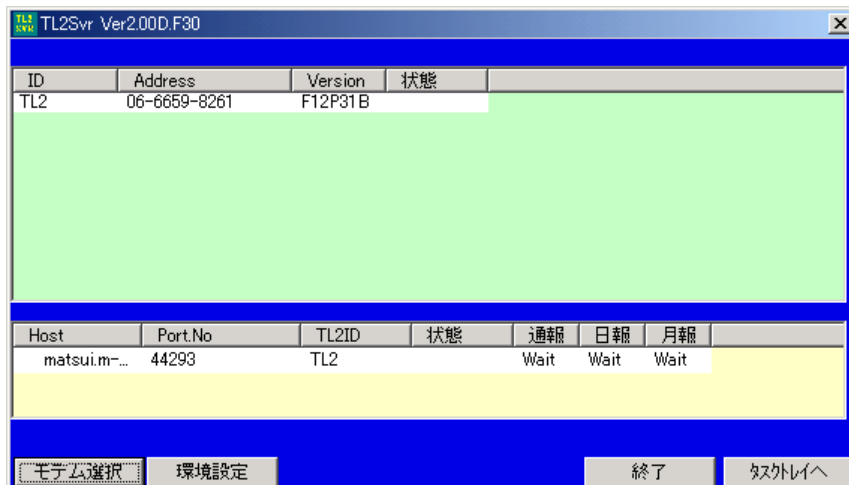 TL2 SVR TL2Svr Ver2.00D.F30
ID Address Version 状態
TL2 06-6659-8261 F12P31B
Host Port.No TL2ID 状態 通報 日報 月報
matsui.m-... 44293 TL2 Wait Wait Wait
モデム選択 環境設定 終了 タスクトレイへ